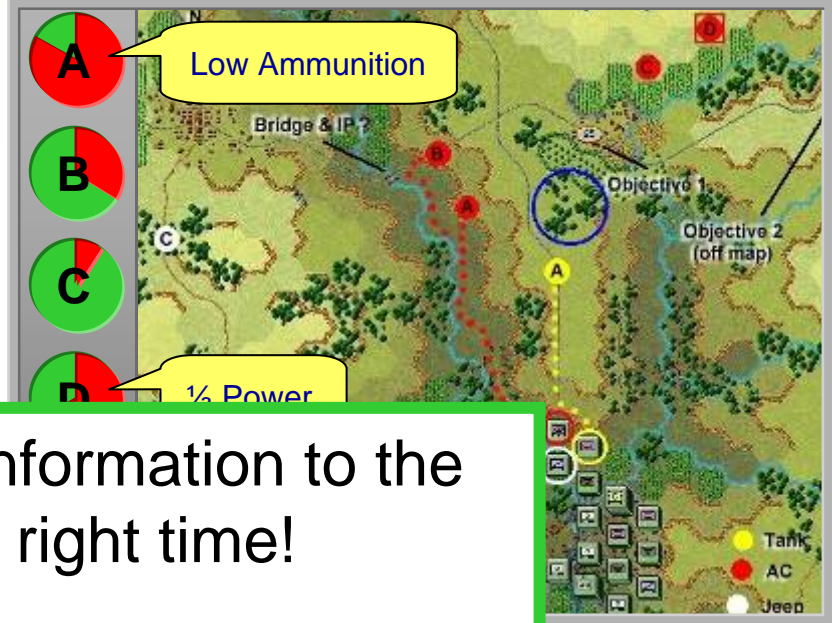 N
A
Low Ammunition
Bridge & IP ?
B
C
B
A
C
D
Objective 1
Objective 2
(off map)
C
A
D
½ Power
nformation to the
right time!
Tank
AC
Jeep